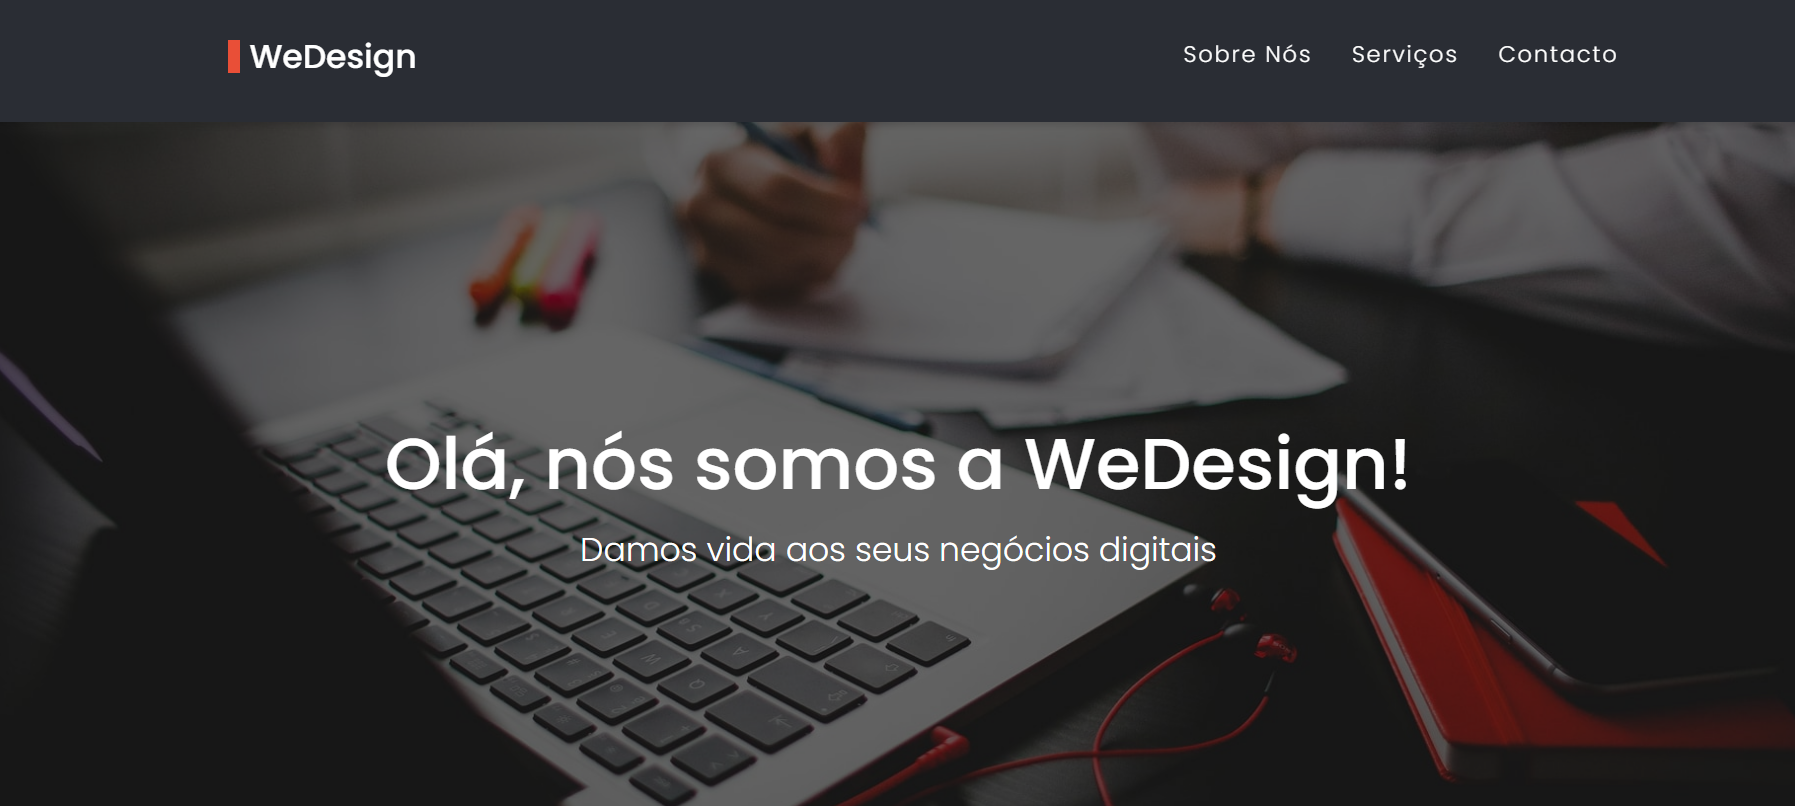 WeDesign
Sobre Nós
Serviços
Contacto
Olá, nós somos a WeDesign!
Damos vida aos seus negócios digitais